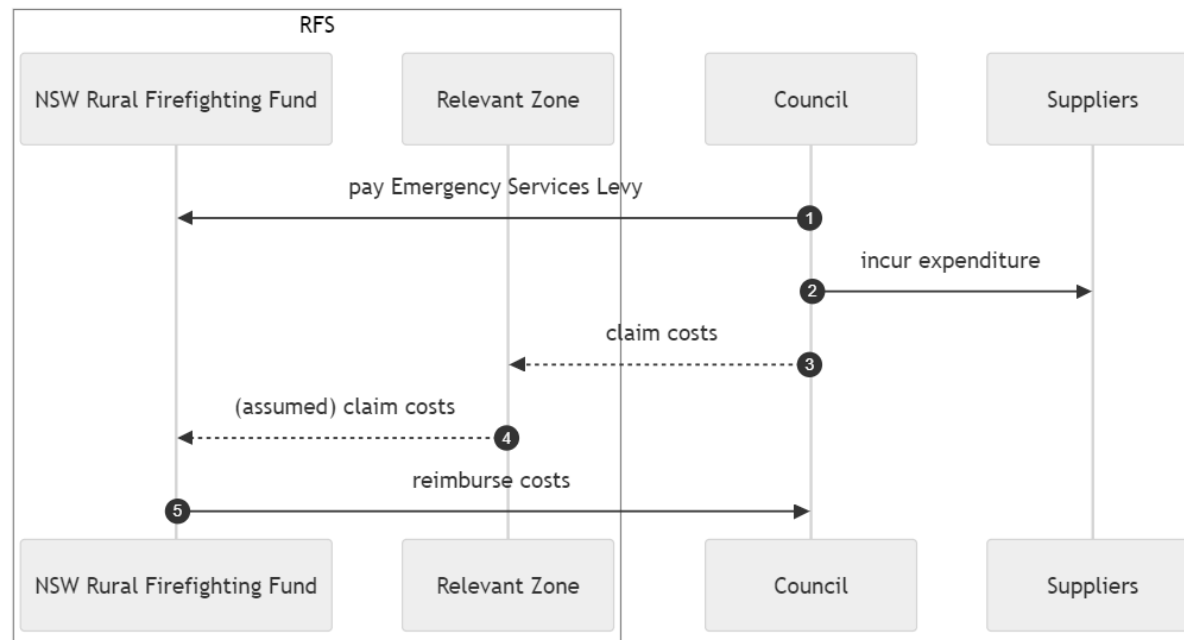 RFS
NSW Rural Firefighting Fund
Relevant Zone
Council
Suppliers
pay Emergency Services Levy
1
incur expenditure
2
claim costs
3
(assumed) claim costs
4
reimburse costs
5
NSW Rural Firefighting Fund
Relevant Zone
Council
Suppliers